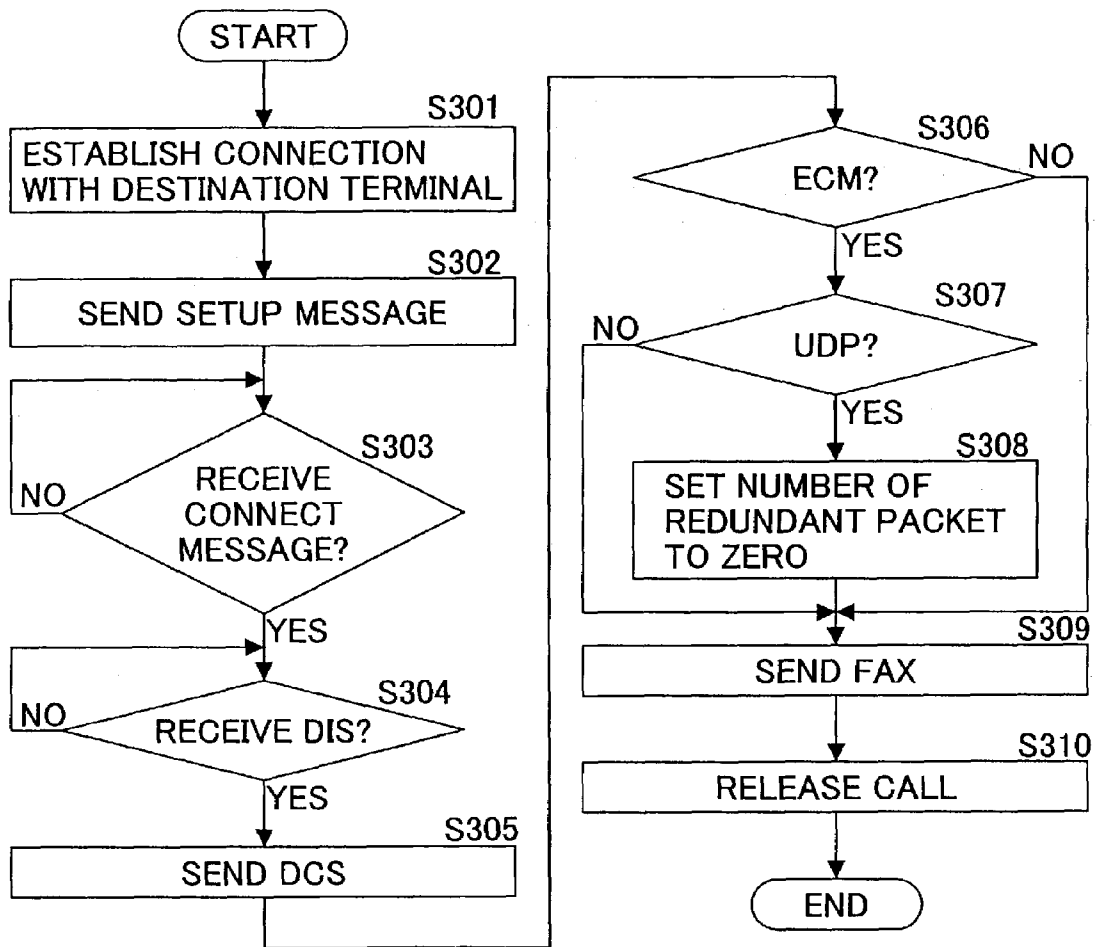 START
S301
ESTABLISH CONNECTION
WITH DESTINATION TERMINAL
S302
SEND SETUP MESSAGE
S303
RECEIVE
CONNECT
MESSAGE?
NO
YES
S304
RECEIVE DIS?
NO
YES
S305
SEND DCS
S306
ECM?
NO
YES
S307
UDP?
NO
YES
S308
SET NUMBER OF
REDUNDANT PACKET
TO ZERO
S309
SEND FAX
S310
RELEASE CALL
END